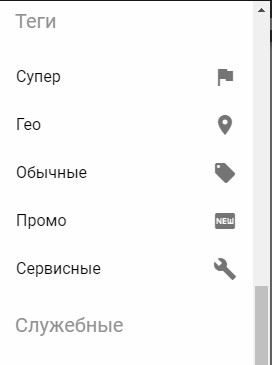 Теги
Супер
Гео
Обычные
Промо
NEW
Сервисные
Служебные